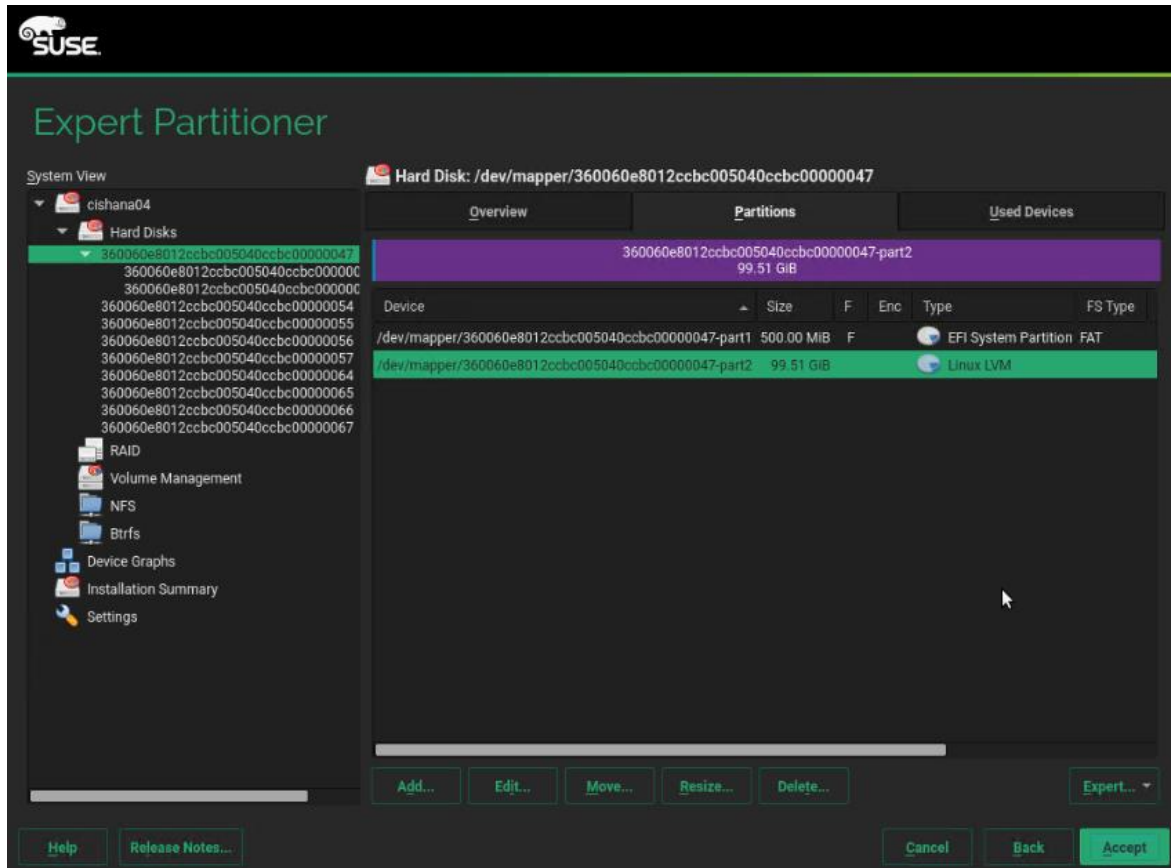 SUSE
Expert Partitioner
System View
cishana04
Hard Disks
360060e8012ccbc005040ccbc00000047
360060e8012ccbc005040ccbc000000
360060e8012ccbc005040ccbc000000
360060e8012ccbc005040ccbc00000054
360060e8012ccbc005040ccbc00000055
360060e8012ccbc005040ccbc00000056
360060e8012ccbc005040ccbc00000057
360060e8012ccbc005040ccbc00000064
360060e8012ccbc005040ccbc00000065
360060e8012ccbc005040ccbc00000066
360060e8012ccbc005040ccbc00000067
RAID
Volume Management
NFS
Btrfs
Device Graphs
Installation Summary
Settings
Hard Disk: /dev/mapper/360060e8012ccbc005040ccbc00000047
Overview Partitions Used Devices
360060e8012ccbc005040ccbc00000047-part2
99.51 GiB
Device Size F Enc Type FS Type
/dev/mapper/360060e8012ccbc005040ccbc00000047-part1 500.00 MiB F EFI System Partition FAT
/dev/mapper/360060e8012ccbc005040ccbc00000047-part2 99.51 GiB Linux LVM
Add... Edit... Move... Resize... Delete... Expert...
Help Release Notes... Cancel Back Accept